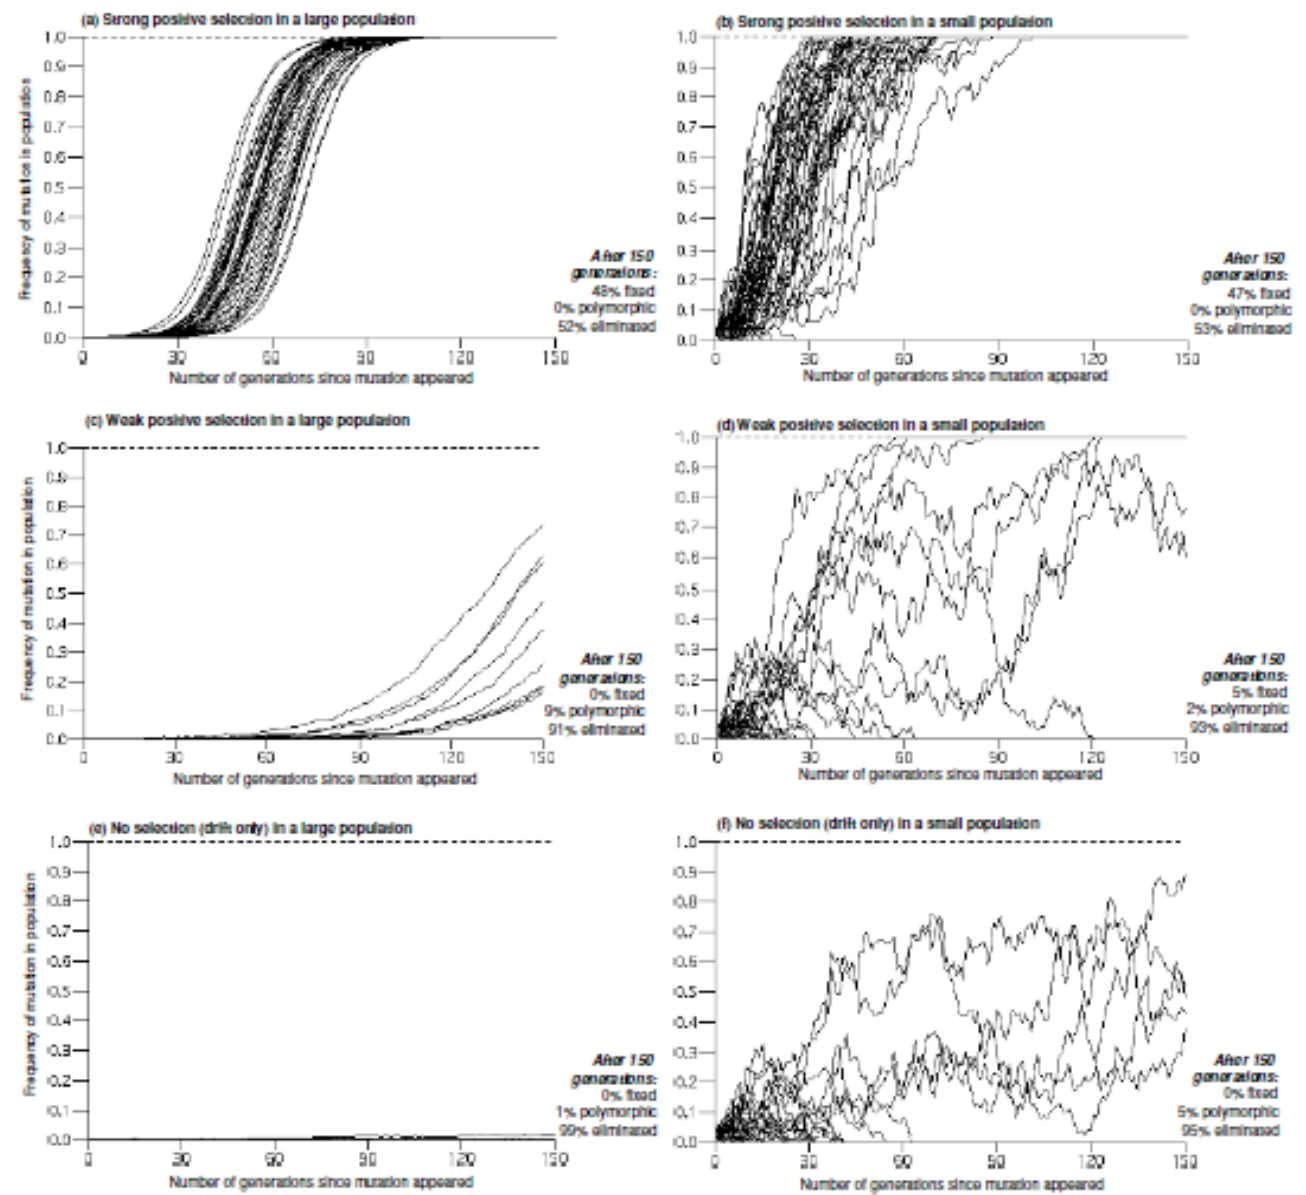 (a) Strong positive selection in a large population
1.0
0.9
0.8
0.7
0.6
0.5
0.4
0.3
0.2
0.1
0.0
Frequency of mutation in population
After 150
generations:
48% fixed
0% polymorphic
52% eliminated
0 30 60 90 120 150
Number of generations since mutation appeared
(b) Strong positive selection in a small population
1.0
0.9
0.8
0.7
0.6
0.5
0.4
0.3
0.2
0.1
0.0
After 150
generations:
47% fixed
0% polymorphic
53% eliminated
0 30 60 90 120 150
Number of generations since mutation appeared
(c) Weak positive selection in a large population
1.0
0.9
0.8
0.7
0.6
0.5
0.4
0.3
0.2
0.1
0.0
Frequency of mutation in population
After 150
generations:
0% fixed
9% polymorphic
91% eliminated
0 30 60 90 120 150
Number of generations since mutation appeared
(d) Weak positive selection in a small population
1.0
0.9
0.8
0.7
0.6
0.5
0.4
0.3
0.2
0.1
0.0
After 150
generations:
5% fixed
2% polymorphic
93% eliminated
0 30 60 90 120 150
Number of generations since mutation appeared
(e) No selection (drift only) in a large population
1.0
0.9
0.8
0.7
0.6
0.5
0.4
0.3
0.2
0.1
0.0
Frequency of mutation in population
After 150
generations:
0% fixed
1% polymorphic
99% eliminated
0 30 60 90 120 150
Number of generations since mutation appeared
(f) No selection (drift only) in a small population
1.0
0.9
0.8
0.7
0.6
0.5
0.4
0.3
0.2
0.1
0.0
After 150
generations:
0% fixed
5% polymorphic
95% eliminated
0 30 60 90 120 150
Number of generations since mutation appeared